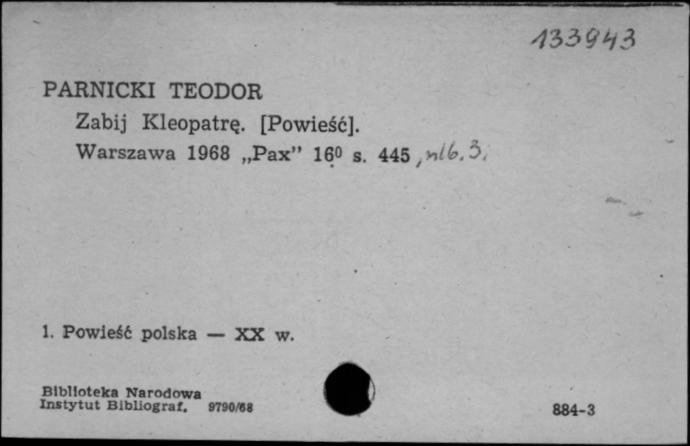 133943
PARNICKI TEODOR
Zabij Kleopatrę. [Powieść].
Warszawa 1968 „Pax” 16⁰ s. 445, nlb. 3.
1. Powieść polska — XX w.
Biblioteka Narodowa
Instytut Bibliograf. 9790/68
884-3